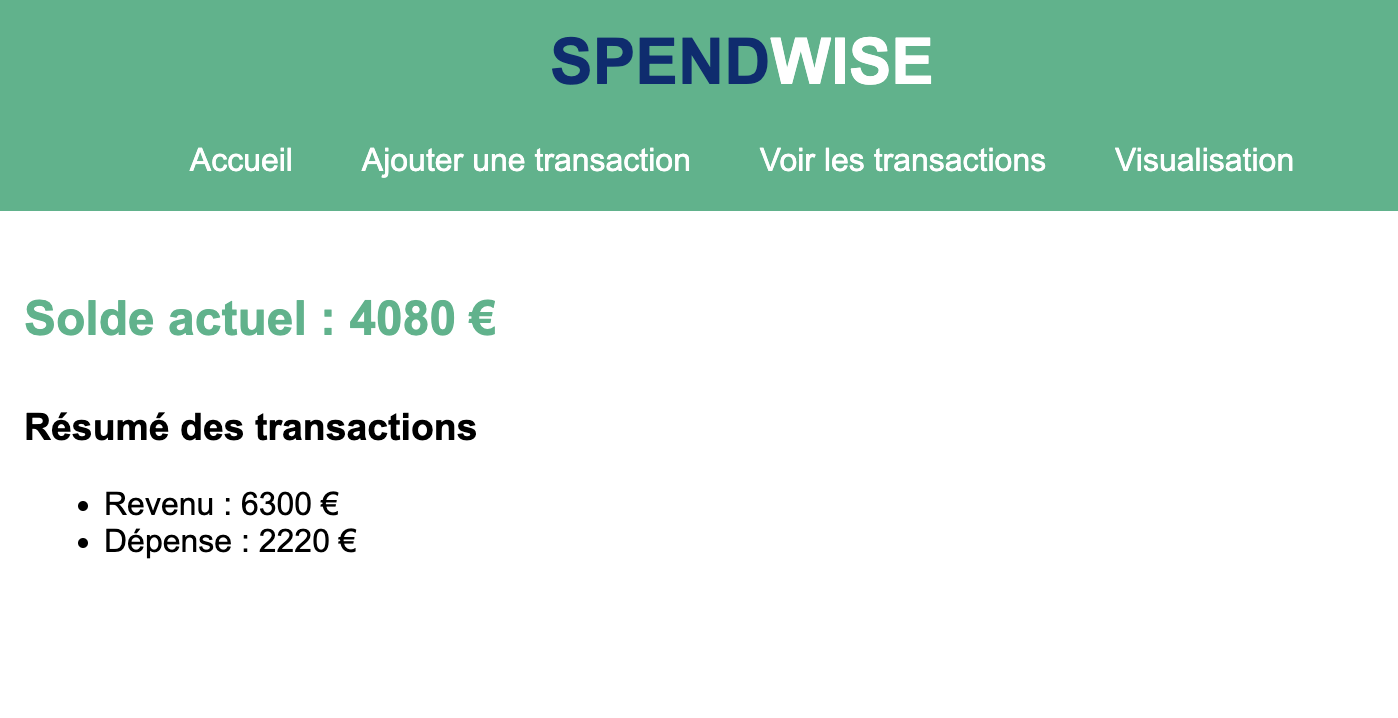 SPENDWISE
Accueil Ajouter une transaction Voir les transactions Visualisation
Solde actuel : 4080 €
Résumé des transactions
• Revenu : 6300 €
• Dépense : 2220 €